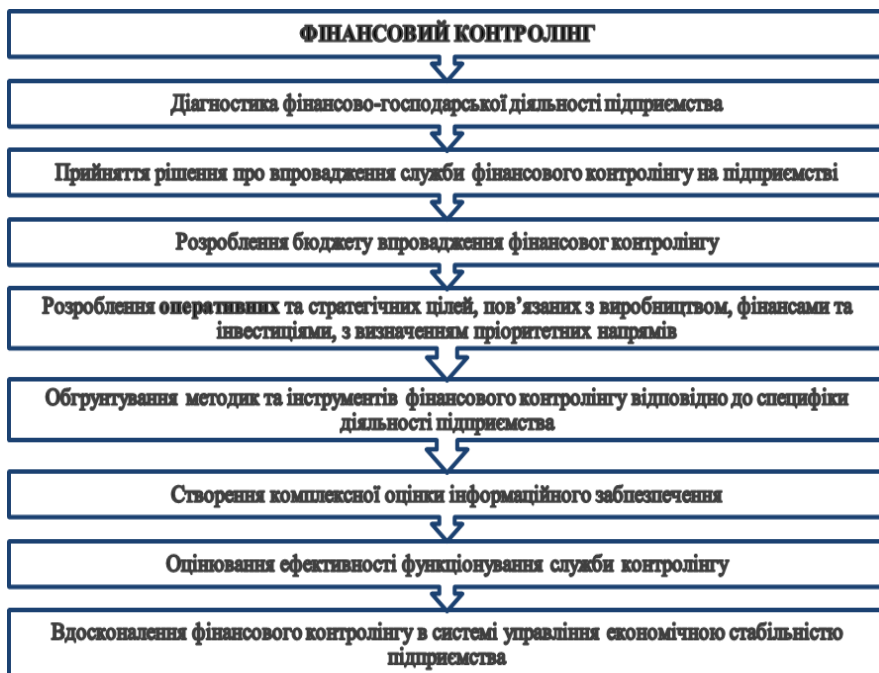 ФІНАНСОВИЙ КОНТРОЛІНГ
Діагностика фінансово-господарської діяльності підприємства
Прийняття рішення про впровадження служби фінансового контролінгу на підприємстві
Розроблення бюджету впровадження фінансовог контролінгу
Розроблення оперативних та стратегічних цілей, пов’язаних з виробництвом, фінансами та
інвестиціями, з визначенням пріоритетних напрямів
Обгрунтування методик та інструментів фінансового контролінгу відповідно до специфіки
діяльності підприємства
Створення комплексної оцінки інформаційного забпезпечення
Оцінювання ефективності функціонування служби контролінгу
Вдосконалення фінансового контролінгу в системі управління економічною стабільністю
підприємства